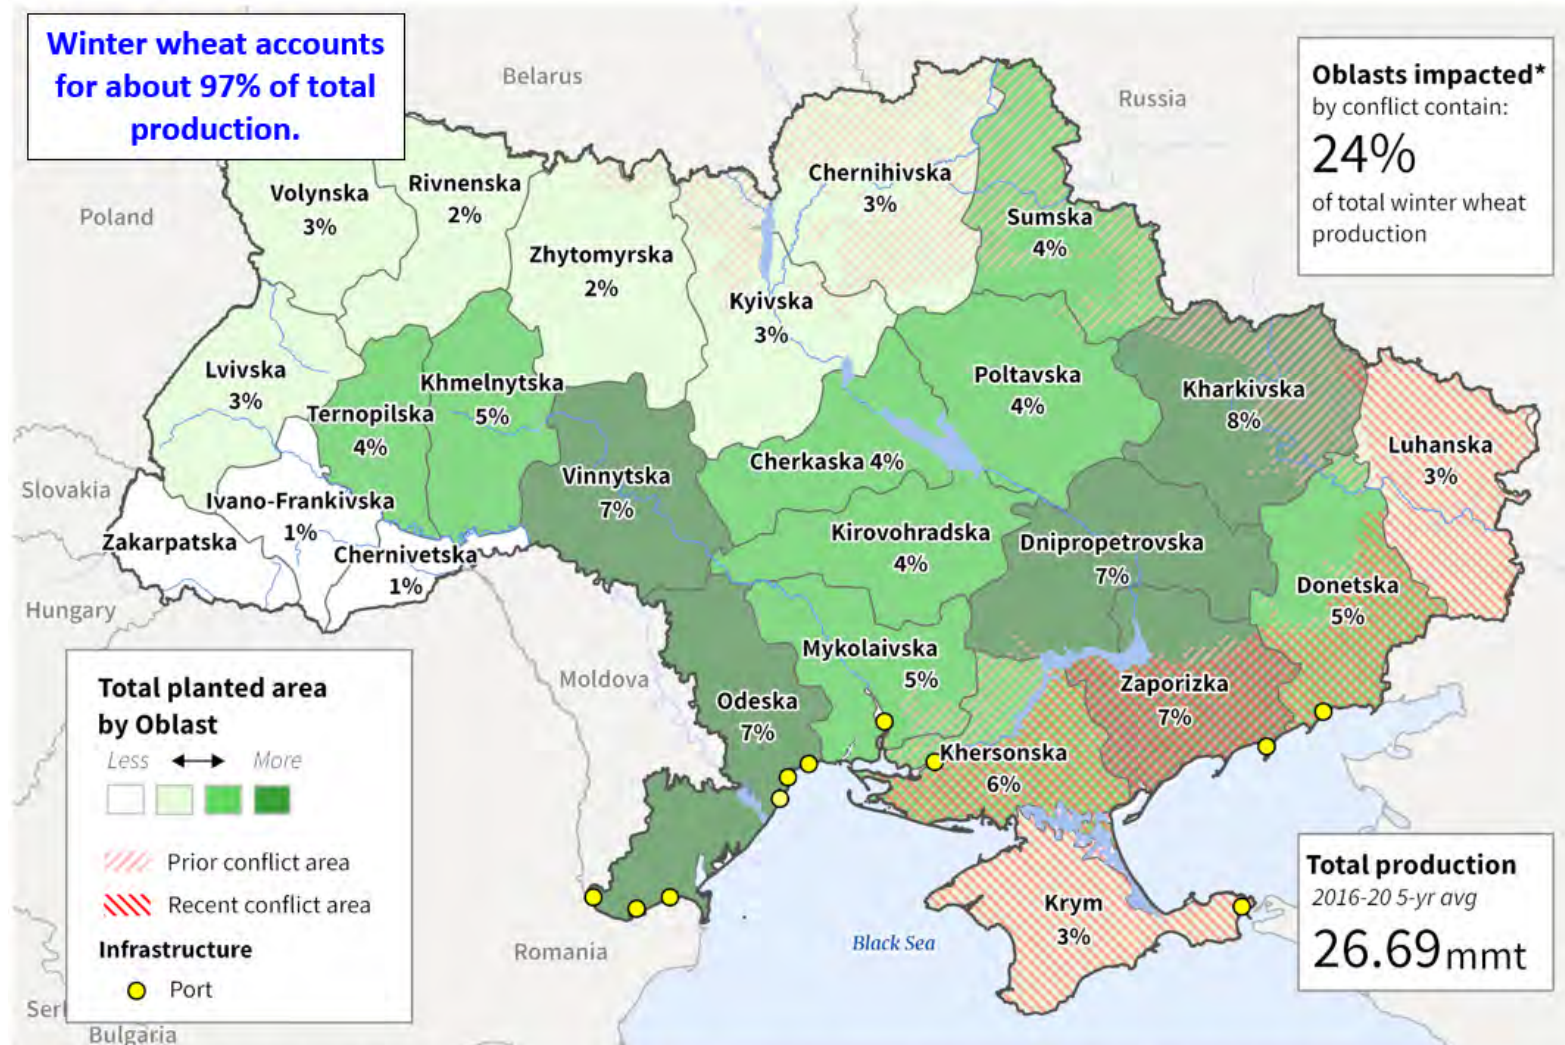 Winter wheat accounts
for about 97% of total
production.
Belarus
Russia
Poland
Slovakia
Hungary
Moldova
Romania
Bulgaria
Black Sea
Oblasts impacted*
by conflict contain:
24%
of total winter wheat
production
Volynska
3%
Rivnenska
2%
Zhytomyrska
2%
Kyivska
3%
Chernihivska
3%
Sumska
4%
Lvivska
3%
Ternopilska
4%
Khmelnytska
5%
Vinnytska
7%
Cherkaska 4%
Poltavska
4%
Kharkivska
8%
Luhanska
3%
Ivano-Frankivska
1%
Zakarpatska
Chernivetska
1%
Kirovohradska
4%
Dnipropetrovska
7%
Donetska
5%
Mykolaivska
5%
Odeska
7%
Zaporizka
7%
Khersonska
6%
Krym
3%
Total planted area
by Oblast
Less More
Prior conflict area
Recent conflict area
Infrastructure
Port
Total production
2016-20 5-yr avg
26.69 mmt